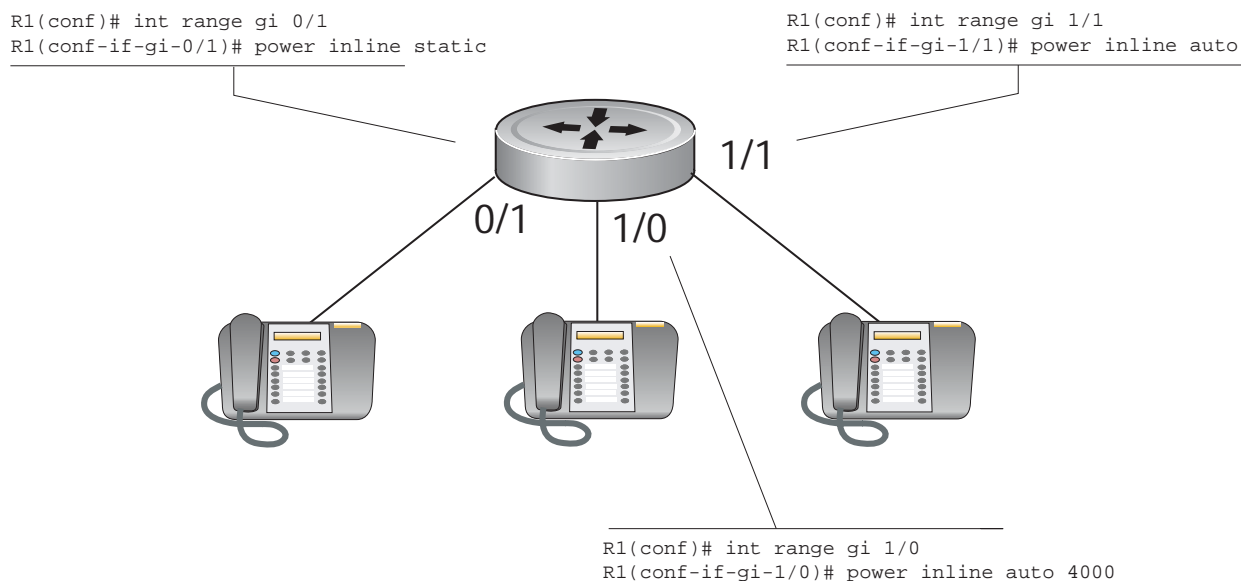 R1(conf)# int range gi 0/1
R1(conf-if-gi-0/1)# power inline static
R1(conf)# int range gi 1/1
R1(conf-if-gi-1/1)# power inline auto
1/1
0/1
1/0
R1(conf)# int range gi 1/0
R1(conf-if-gi-1/0)# power inline auto 4000